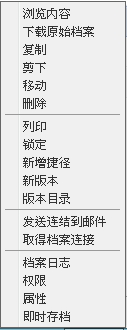 浏览内容
下载原始档案
复制
剪下
移动
删除
列印
锁定
新增捷径
新版本
版本目录
发送连结到邮件
取得档案连接
档案日志
权限
属性
即时存档